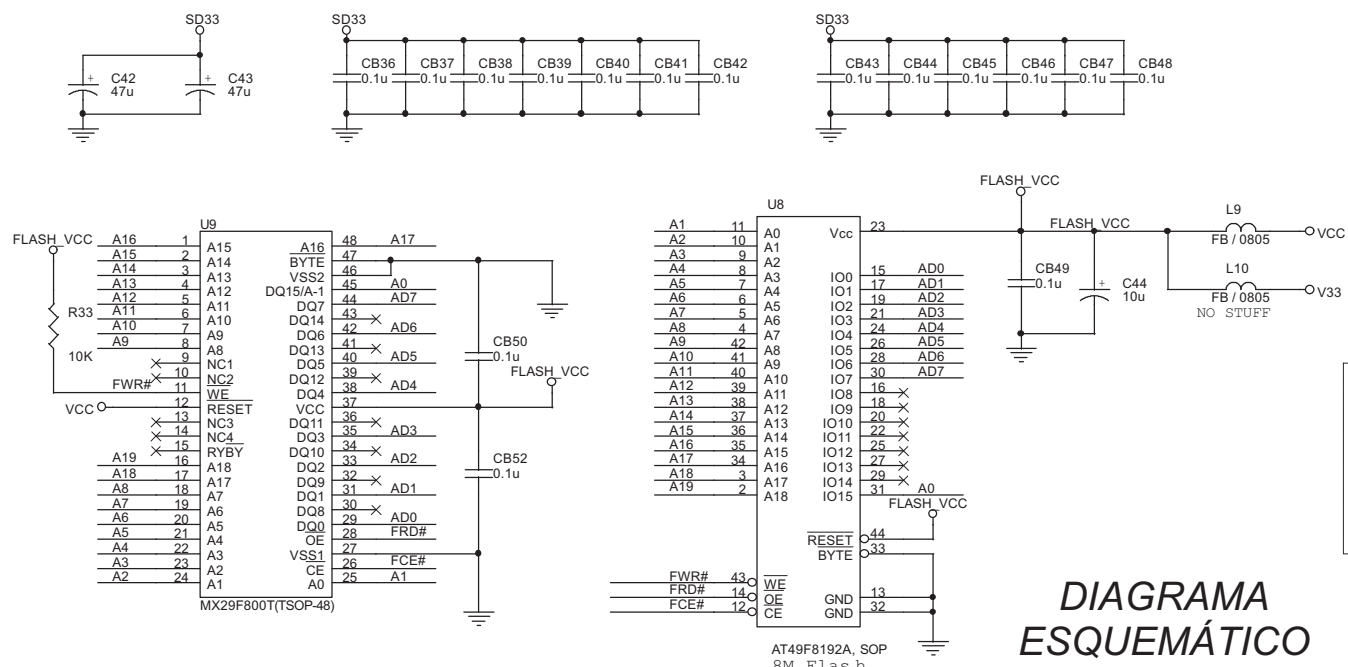 SD33
C42
47u
C43
47u
SD33
CB36
0.1u
CB37
0.1u
CB38
0.1u
CB39
0.1u
CB40
0.1u
CB41
0.1u
CB42
0.1u
SD33
CB43
0.1u
CB44
0.1u
CB45
0.1u
CB46
0.1u
CB47
0.1u
CB48
0.1u
U9
FLASH_VCC
R33
10K
FWR#
VCC
A16 1 A15
A15 2 A14
A14 3 A13
A13 4 A12
A12 5 A11
A11 6 A10
A10 7 A9
A9 8 A8
9 NC1
10 NC2
11 WE
12 RESET
13 NC3
14 NC4
15 RYBY
A19 16 A18
A18 17 A17
A8 18 A7
A7 19 A6
A6 20 A5
A5 21 A4
A4 22 A3
A3 23 A2
A2 24 A1
A16 48 A17
BYTE 47
VSS2 46
DQ15/A-1 45 A0
DQ7 44 AD7
DQ14 43
DQ6 42 AD6
DQ13 41
DQ5 40 AD5
DQ12 39
DQ4 38 AD4
VCC 37
DQ11 36
DQ3 35 AD3
DQ10 34
DQ2 33 AD2
DQ9 32
DQ1 31 AD1
DQ8 30
DQ0 29 AD0
OE 28 FRD#
VSS1 27
CE 26 FCE#
A0 25 A1
MX29F800T(TSOP-48)
CB50
0.1u
FLASH_VCC
CB52
0.1u
U8
A1 11 A0
A2 10 A1
A3 9 A2
A4 8 A3
A5 7 A4
A6 6 A5
A7 5 A6
A8 4 A7
A9 42 A8
A10 41 A9
A11 40 A10
A12 39 A11
A13 38 A12
A14 37 A13
A15 36 A14
A16 35 A15
A17 34 A16
A18 3 A17
A19 2 A18
FWR# 43 WE
FRD# 14 OE
FCE# 12 CE
Vcc 23
IO0 15 AD0
IO1 17 AD1
IO2 19 AD2
IO3 21 AD3
IO4 24 AD4
IO5 26 AD5
IO6 28 AD6
IO7 30 AD7
IO8 16
IO9 18
IO10 20
IO11 22
IO12 25
IO13 27
IO14 29
IO15 31 A0
FLASH_VCC
RESET 44
BYTE 33
GND 13
GND 32
AT49F8192A, SOP
8M Flash
FLASH_VCC
FLASH_VCC
CB49
0.1u
C44
10u
L9
FB / 0805
VCC
L10
FB / 0805
NO STUFF
V33
DIAGRAMA
ESQUEMÁTICO